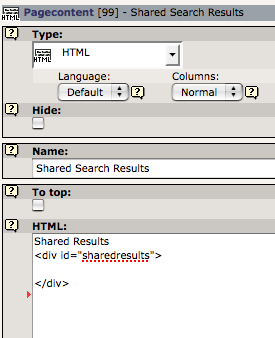 Pagecontent [99] - Shared Search Results
Type:
HTML
Language: Columns:
Default Normal
Hide:
Name:
Shared Search Results
To top:
HTML:
Shared Results
<div id="sharedresults">
</div>